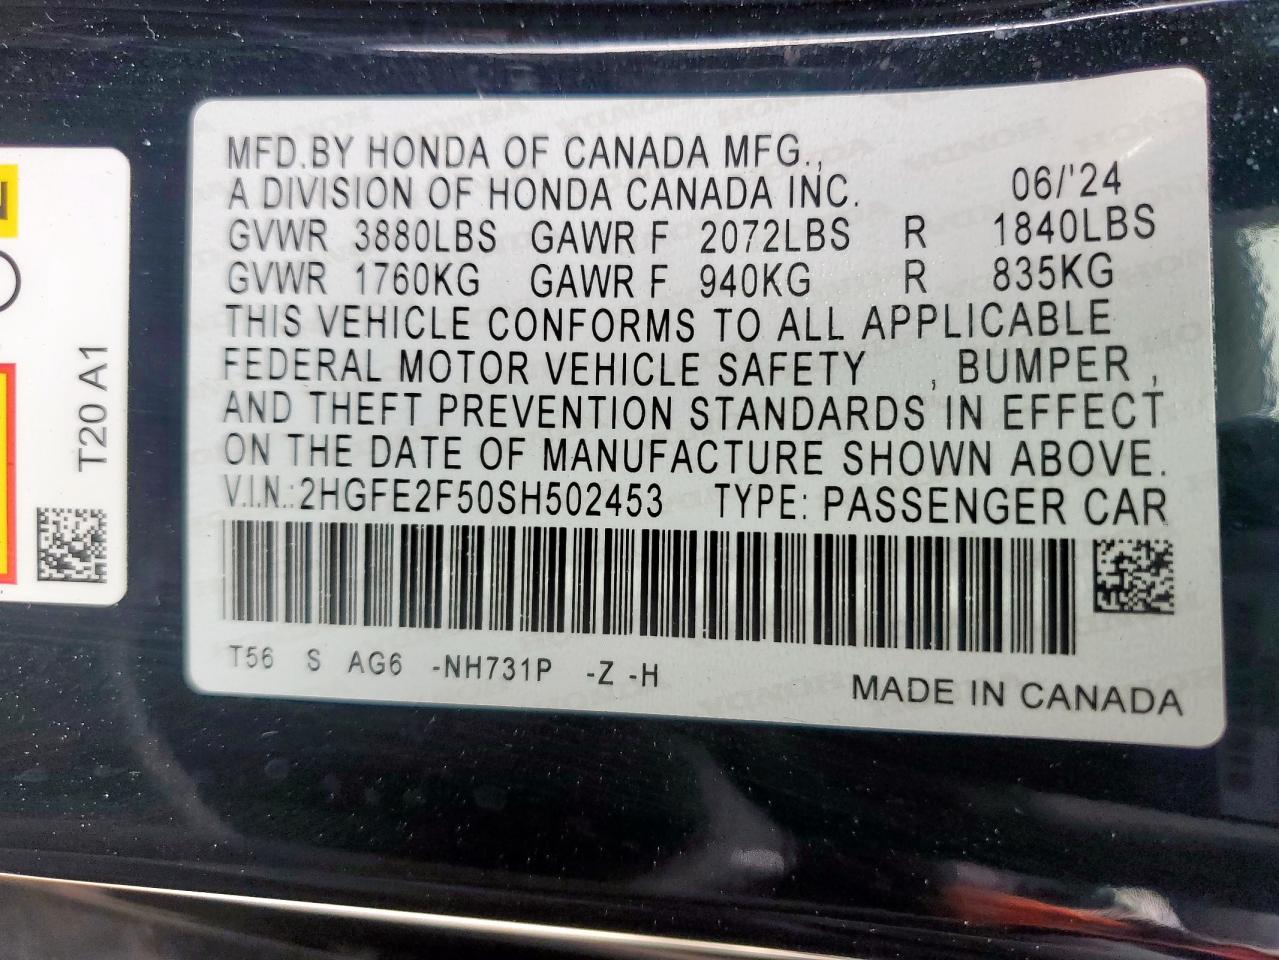 MFD.BY HONDA OF CANADA MFG.,
A DIVISION OF HONDA CANADA INC. 06/'24
GVWR 3880LBS GAWR F 2072LBS R 1840LBS
GVWR 1760KG GAWR F 940KG R 835KG
THIS VEHICLE CONFORMS TO ALL APPLICABLE
FEDERAL MOTOR VEHICLE SAFETY , BUMPER ,
AND THEFT PREVENTION STANDARDS IN EFFECT
ON THE DATE OF MANUFACTURE SHOWN ABOVE.
V.I.N.:2HGFE2F50SH502453 TYPE: PASSENGER CAR
T56 S AG6 -NH731P -Z -H
MADE IN CANADA
T20 A1